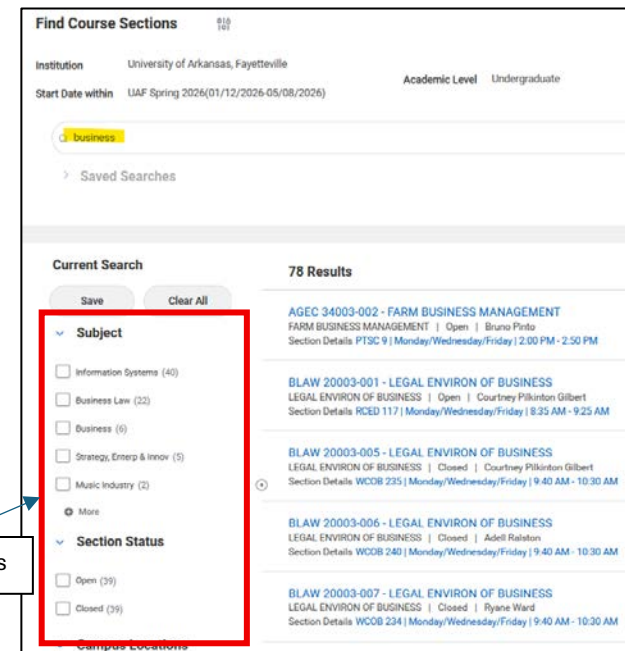 Find Course Sections
Institution University of Arkansas, Fayetteville
Academic Level Undergraduate
Start Date within UAF Spring 2026(01/12/2026-05/08/2026)
business
Saved Searches
Current Search
78 Results
Save Clear All
Subject
Information Systems (40)
Business Law (22)
Business (6)
Strategy, Enterp & Innov (5)
Music Industry (2)
More
Section Status
Open (39)
Closed (39)
Campus Locations
s
AGEC 34003-002 - FARM BUSINESS MANAGEMENT
FARM BUSINESS MANAGEMENT | Open | Bruno Pinto
Section Details PTSC 9 | Monday/Wednesday/Friday | 2:00 PM - 2:50 PM
BLAW 20003-001 - LEGAL ENVIRON OF BUSINESS
LEGAL ENVIRON OF BUSINESS | Open | Courtney Pilkinton Gilbert
Section Details RCED 117 | Monday/Wednesday/Friday | 8:35 AM - 9:25 AM
BLAW 20003-005 - LEGAL ENVIRON OF BUSINESS
LEGAL ENVIRON OF BUSINESS | Closed | Courtney Pilkinton Gilbert
Section Details WCOB 235 | Monday/Wednesday/Friday | 9:40 AM - 10:30 AM
BLAW 20003-006 - LEGAL ENVIRON OF BUSINESS
LEGAL ENVIRON OF BUSINESS | Closed | Adell Ralston
Section Details WCOB 240 | Monday/Wednesday/Friday | 9:40 AM - 10:30 AM
BLAW 20003-007 - LEGAL ENVIRON OF BUSINESS
LEGAL ENVIRON OF BUSINESS | Closed | Ryane Ward
Section Details WCOB 234 | Monday/Wednesday/Friday | 9:40 AM - 10:30 AM